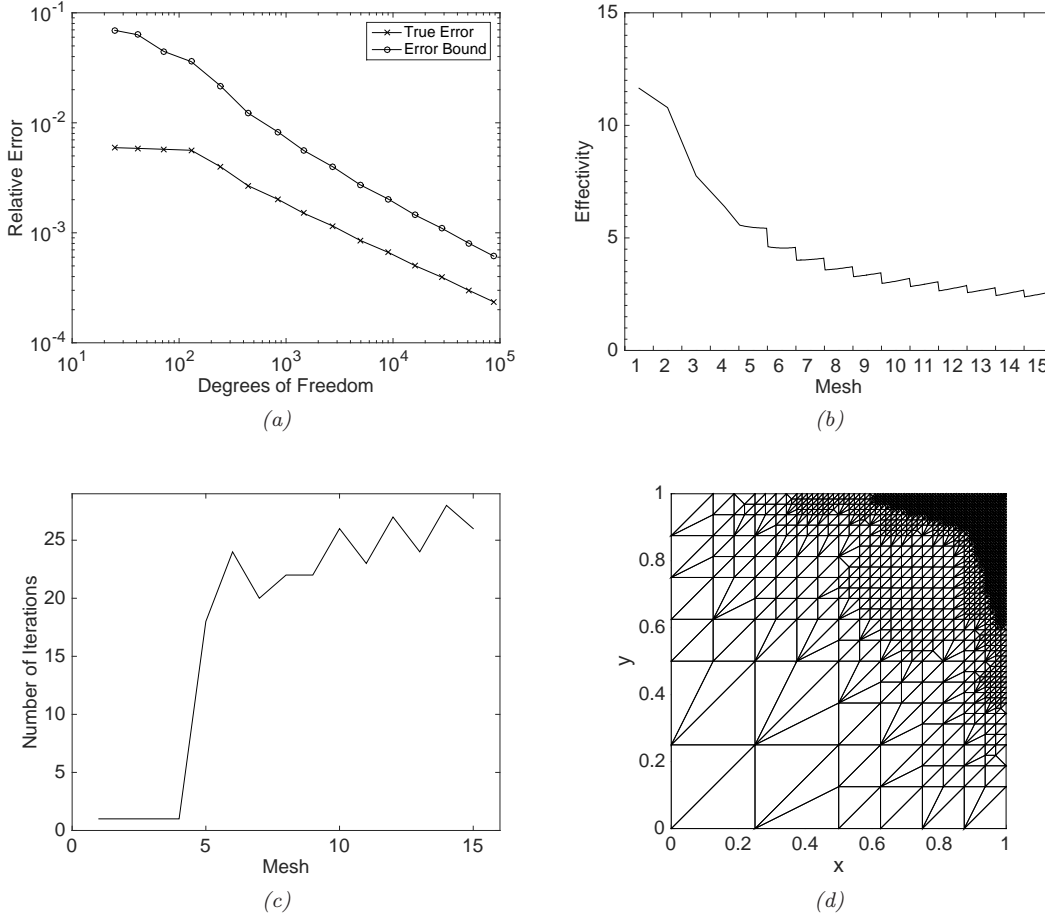 10^-1
10^-2
10^-3
10^-4
Relative Error
True Error
Error Bound
10^1 10^2 10^3 10^4 10^5
Degrees of Freedom
(a)
15
10
5
0
Effectivity
1 2 3 4 5 6 7 8 9 10 11 12 13 14 15
Mesh
(b)
25
20
15
10
5
0
Number of Iterations
0 5 10 15
Mesh
(c)
1
0.8
0.6
0.4
0.2
0
y
0 0.2 0.4 0.6 0.8 1
x
(d)